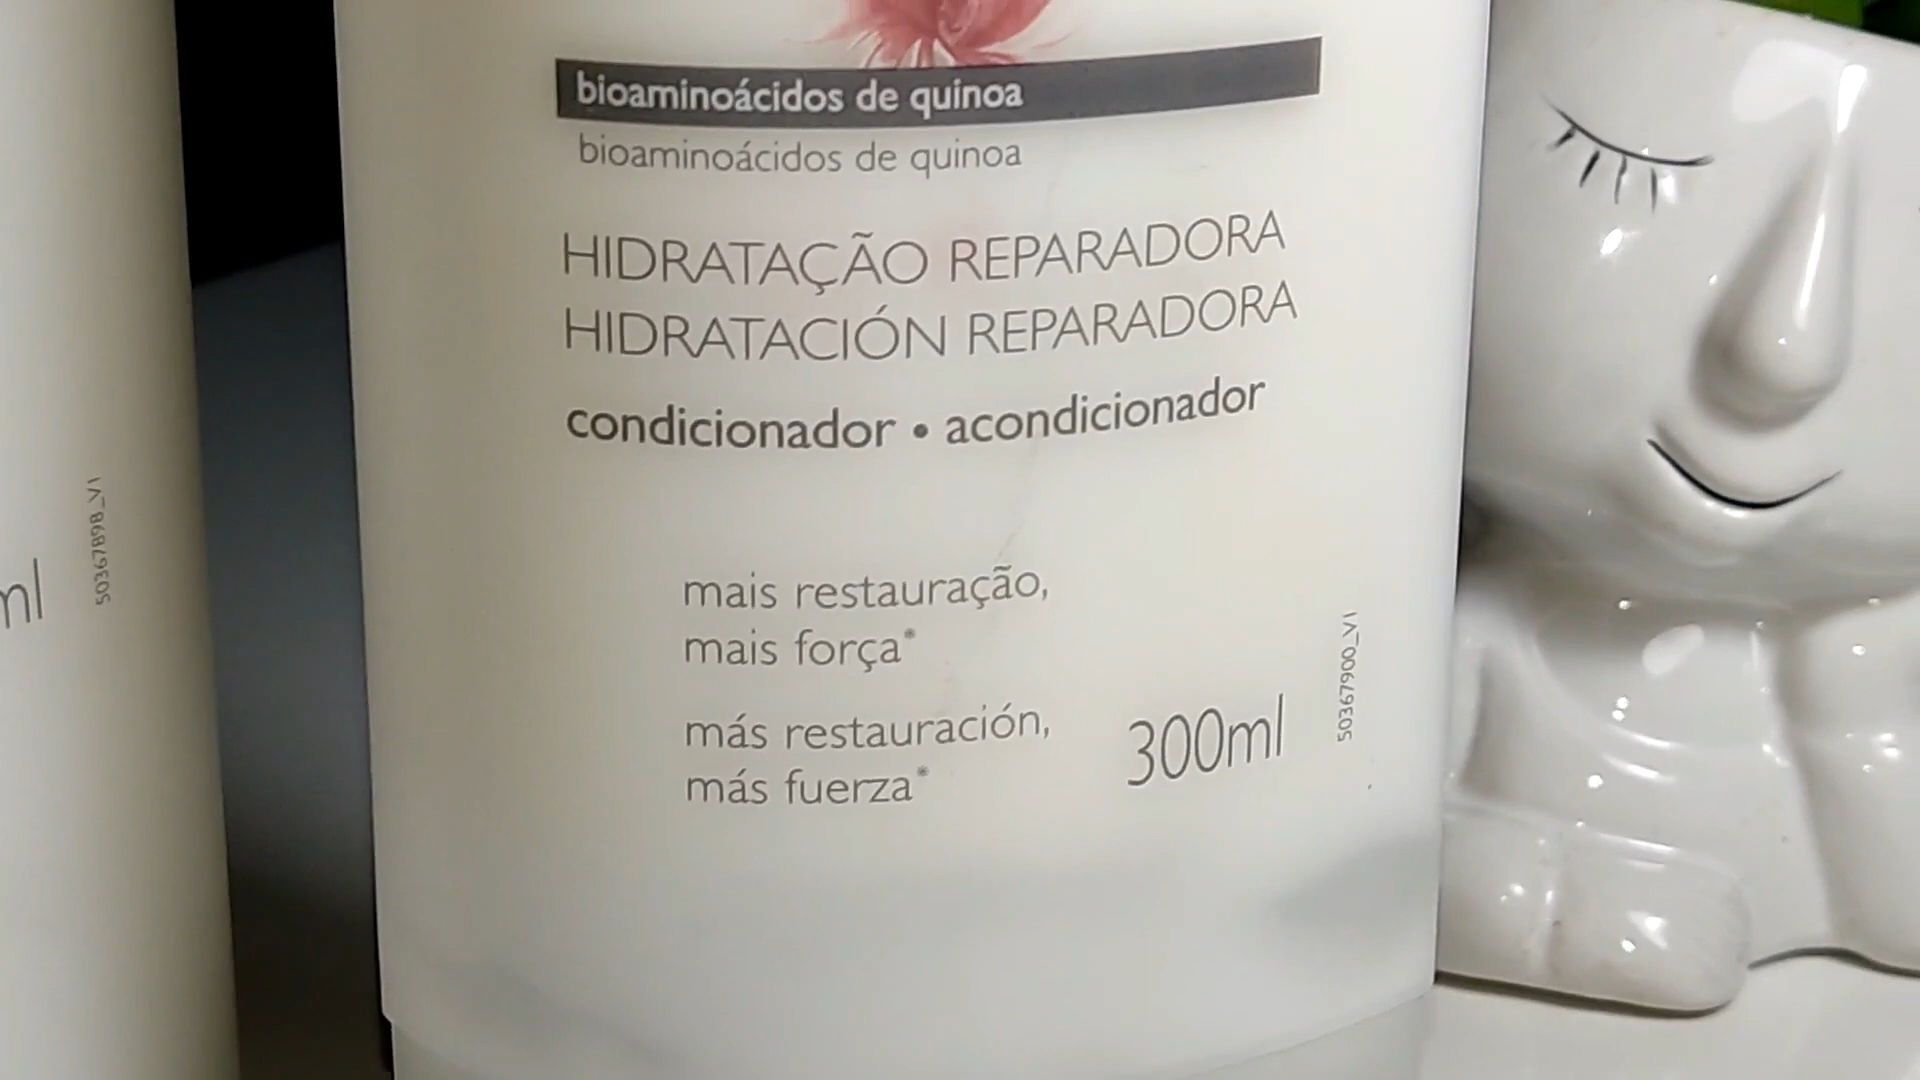 bioaminoácidos de quinoa
bioaminoácidos de quinoa
HIDRATAÇÃO REPARADORA
HIDRATACIÓN REPARADORA
condicionador • acondicionador
mais restauração,
mais força*
más restauración,
más fuerza*
300ml
50367900_V1
ml
50367898_V1